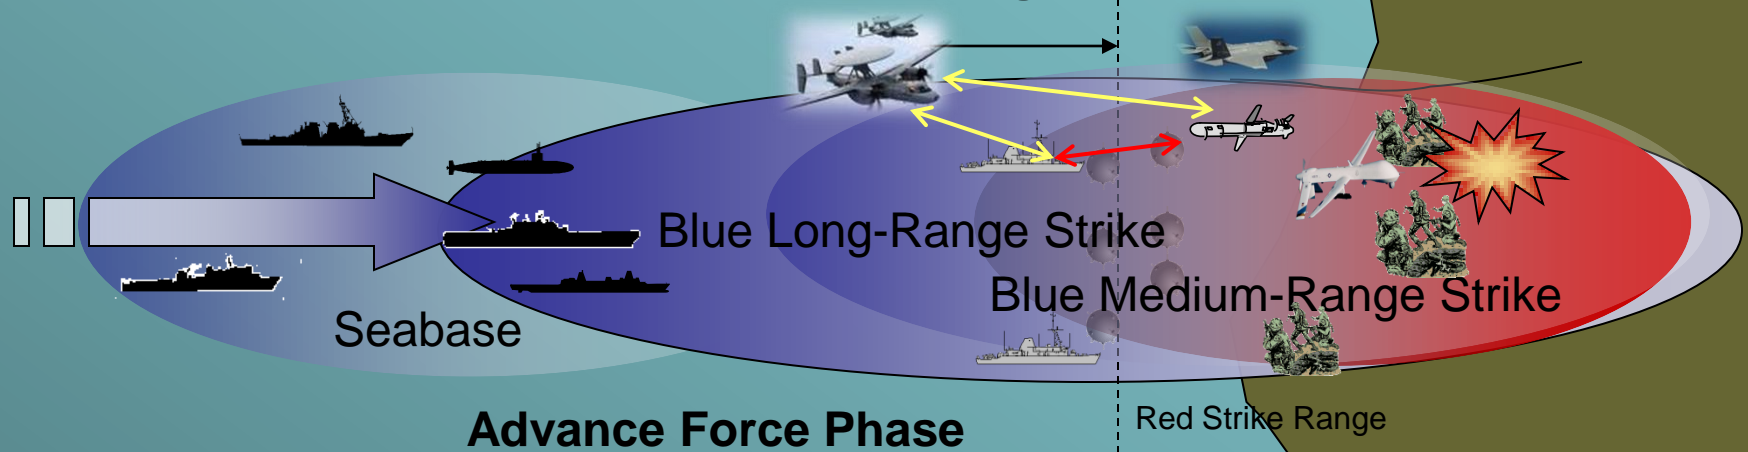 Blue Long-Range Strike
Blue Medium-Range Strike
Seabase
Advance Force Phase
Red Strike Range